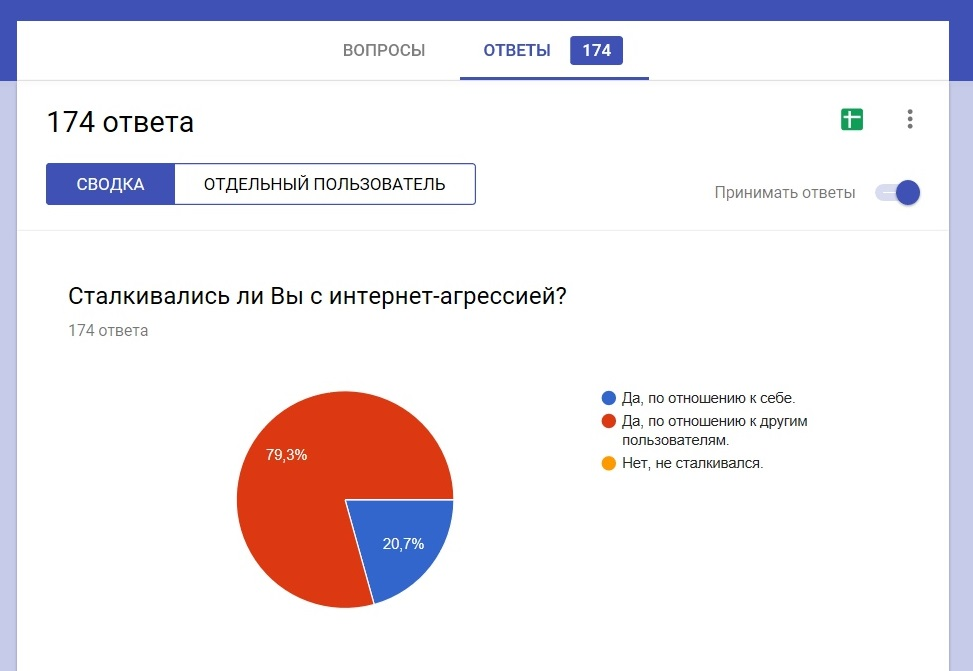 ВОПРОСЫ
ОТВЕТЫ 174
174 ответа
СВОДКА
ОТДЕЛЬНЫЙ ПОЛЬЗОВАТЕЛЬ
Принимать ответы
Сталкивались ли Вы с интернет-агрессией?
174 ответа
79,3%
20,7%
Да, по отношению к себе.
Да, по отношению к другим
пользователям.
Нет, не сталкивался.